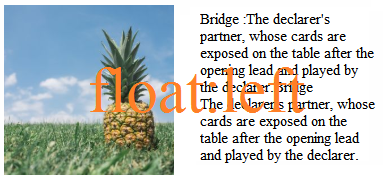 Bridge :The declarer's
partner, whose cards are
exposed on the table after the
opening lead and played by
the declarer.Bridge
The declarer's partner, whose
cards are exposed on the
table after the opening lead
and played by the declarer.
float left